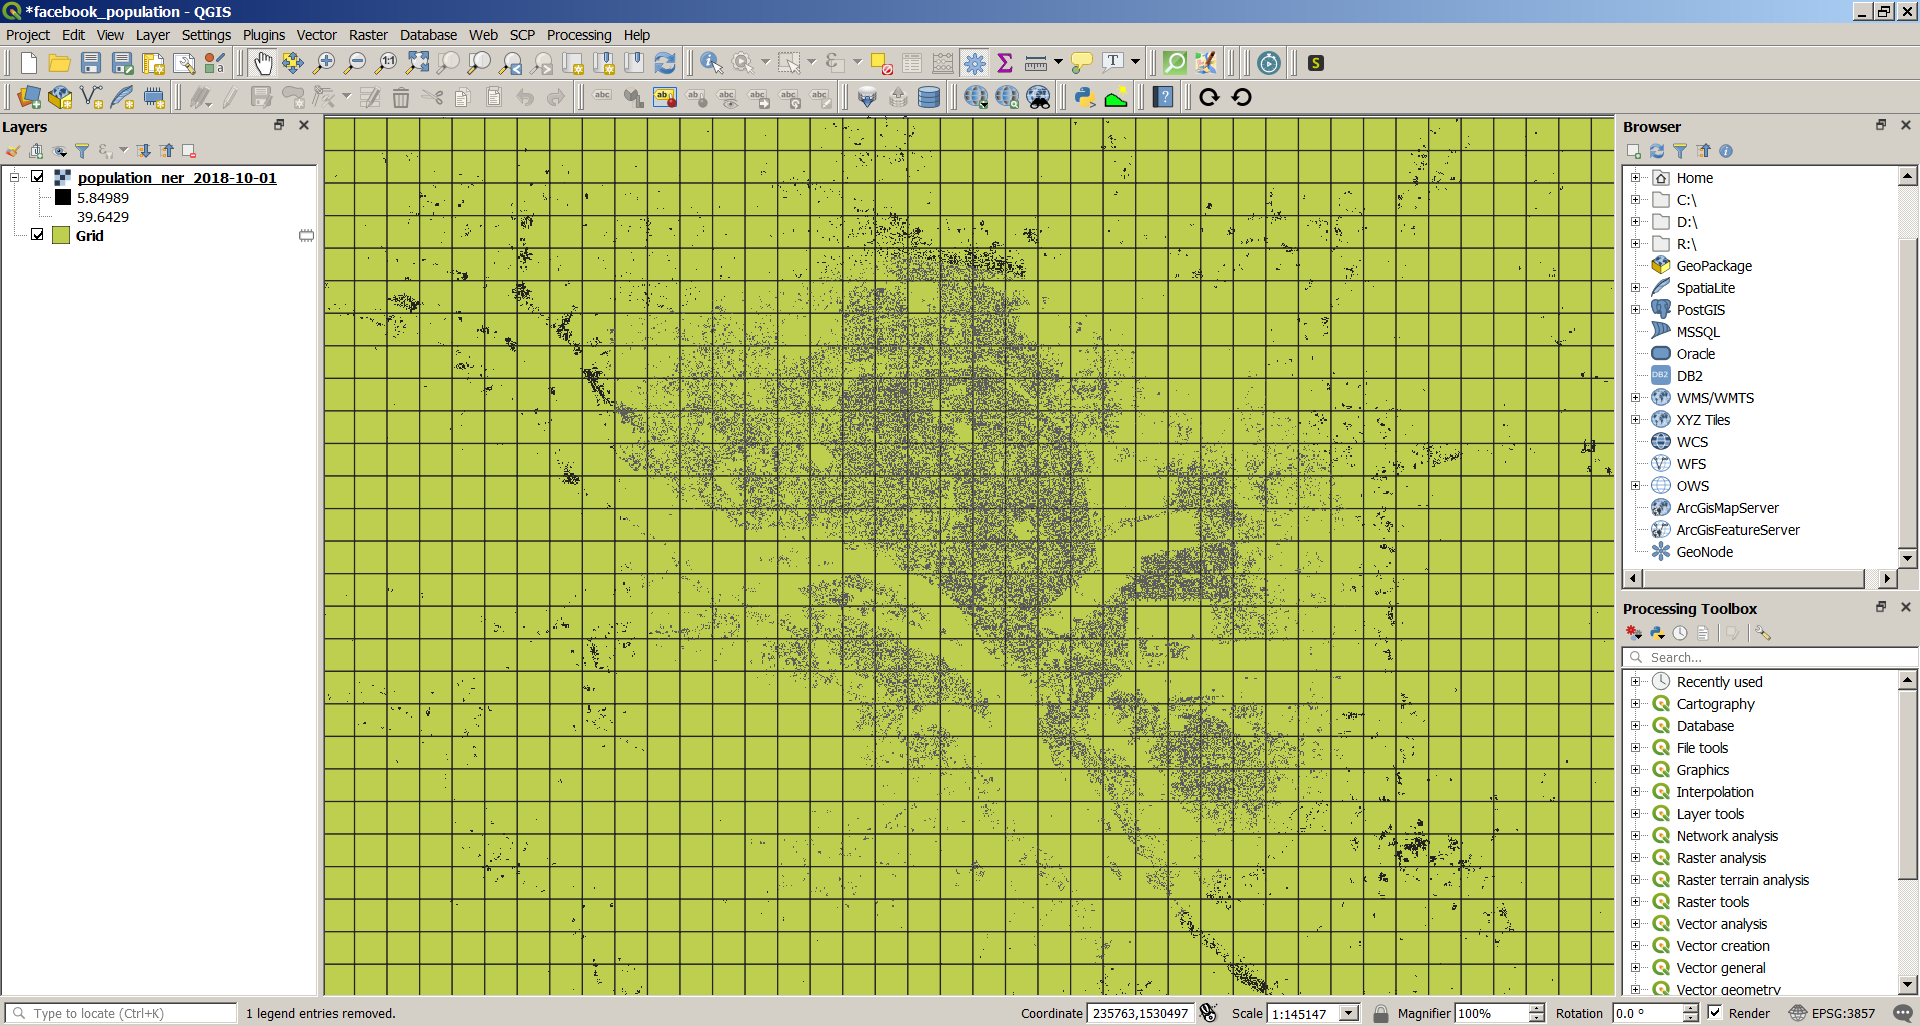 *facebook_population - QGIS
Project Edit View Layer Settings Plugins Vector Raster Database Web SCP Processing Help
Layers
population_ner_2018-10-01
5.84989
39.6429
Grid
Browser
Home
C:\
D:\
R:\
GeoPackage
SpatiaLite
PostGIS
MSSQL
Oracle
DB2
WMS/WMTS
XYZ Tiles
WCS
WFS
OWS
ArcGisMapServer
ArcGisFeatureServer
GeoNode
Processing Toolbox
Search...
Recently used
Cartography
Database
File tools
Graphics
Interpolation
Layer tools
Network analysis
Raster analysis
Raster terrain analysis
Raster tools
Vector analysis
Vector creation
Vector general
Vector geometry
Type to locate (Ctrl+K) 1 legend entries removed. Coordinate 235763,1530497 Scale 1:145147 Magnifier 100% Rotation 0.0 ° Render EPSG:3857